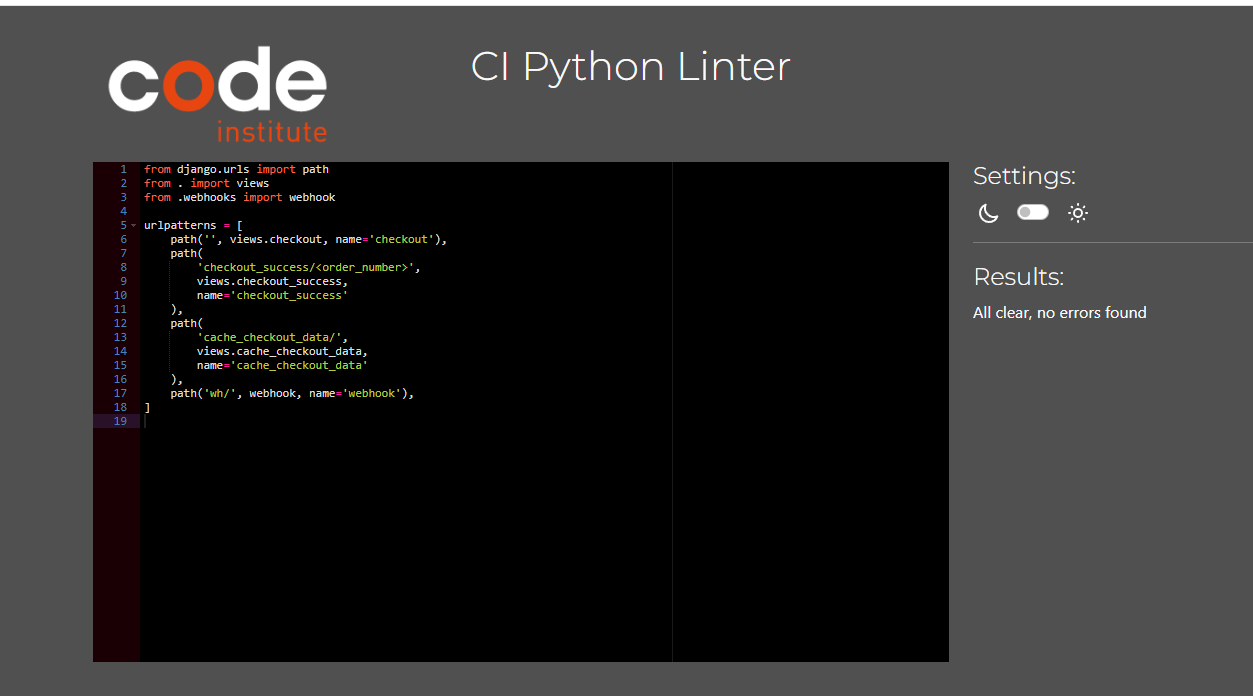 code
institute
CI Python Linter
1 from django.urls import path
2 from . import views
3 from .webhooks import webhook
4
5 urlpatterns = [
6     path('', views.checkout, name='checkout'),
7     path(
8         'checkout_success/<order_number>',
9         views.checkout_success,
10         name='checkout_success'
11     ),
12     path(
13         'cache_checkout_data/',
14         views.cache_checkout_data,
15         name='cache_checkout_data'
16     ),
17     path('wh/', webhook, name='webhook'),
18 ]
19
Settings:
Results:
All clear, no errors found